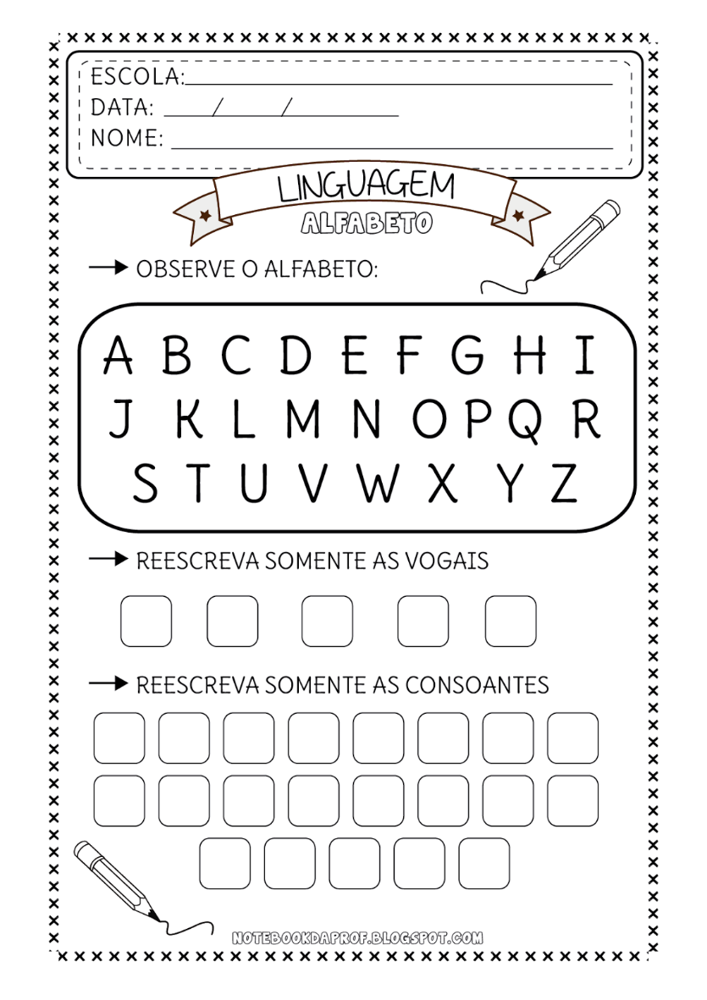 ESCOLA:
DATA: / /
NOME:
LINGUAGEM
ALFABETO
OBSERVE O ALFABETO:
A B C D E F G H I
J K L M N O P Q R
S T U V W X Y Z
REESCREVA SOMENTE AS VOGAIS
REESCREVA SOMENTE AS CONSOANTES
NOTEBOOKDAPROF.BLOGSPOT.COM